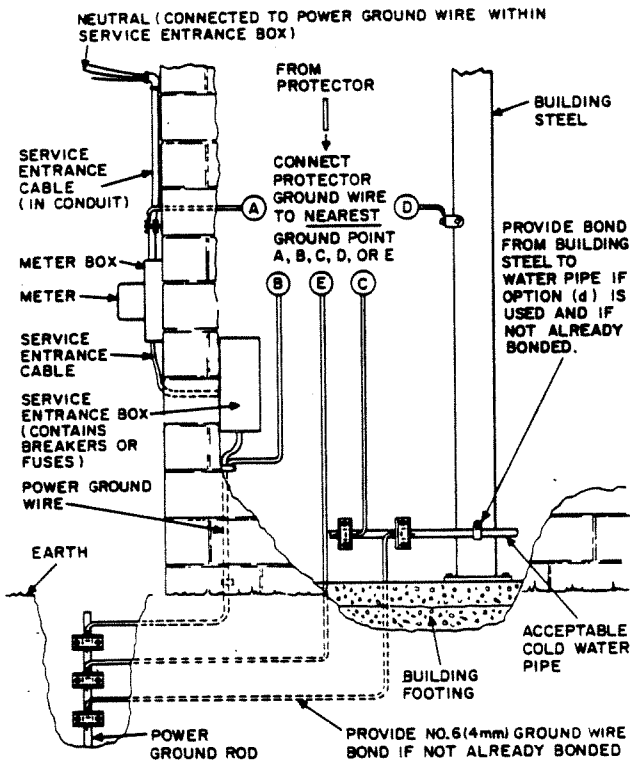 NEUTRAL (CONNECTED TO POWER GROUND WIRE WITHIN
SERVICE ENTRANCE BOX)
FROM
PROTECTOR
BUILDING
STEEL
SERVICE
ENTRANCE
CABLE
(IN CONDUIT)
CONNECT
PROTECTOR
GROUND WIRE
TO NEAREST
GROUND POINT
A, B, C, D, OR E
A
D
B
E
C
PROVIDE BOND
FROM BUILDING
STEEL TO
WATER PIPE IF
OPTION (d) IS
USED AND IF
NOT ALREADY
BONDED.
METER BOX
METER
SERVICE
ENTRANCE
CABLE
SERVICE
ENTRANCE BOX
(CONTAINS
BREAKERS OR
FUSES)
POWER GROUND
WIRE
EARTH
ACCEPTABLE
COLD WATER
PIPE
BUILDING
FOOTING
POWER
GROUND ROD
PROVIDE NO.6(4mm) GROUND WIRE
BOND IF NOT ALREADY BONDED